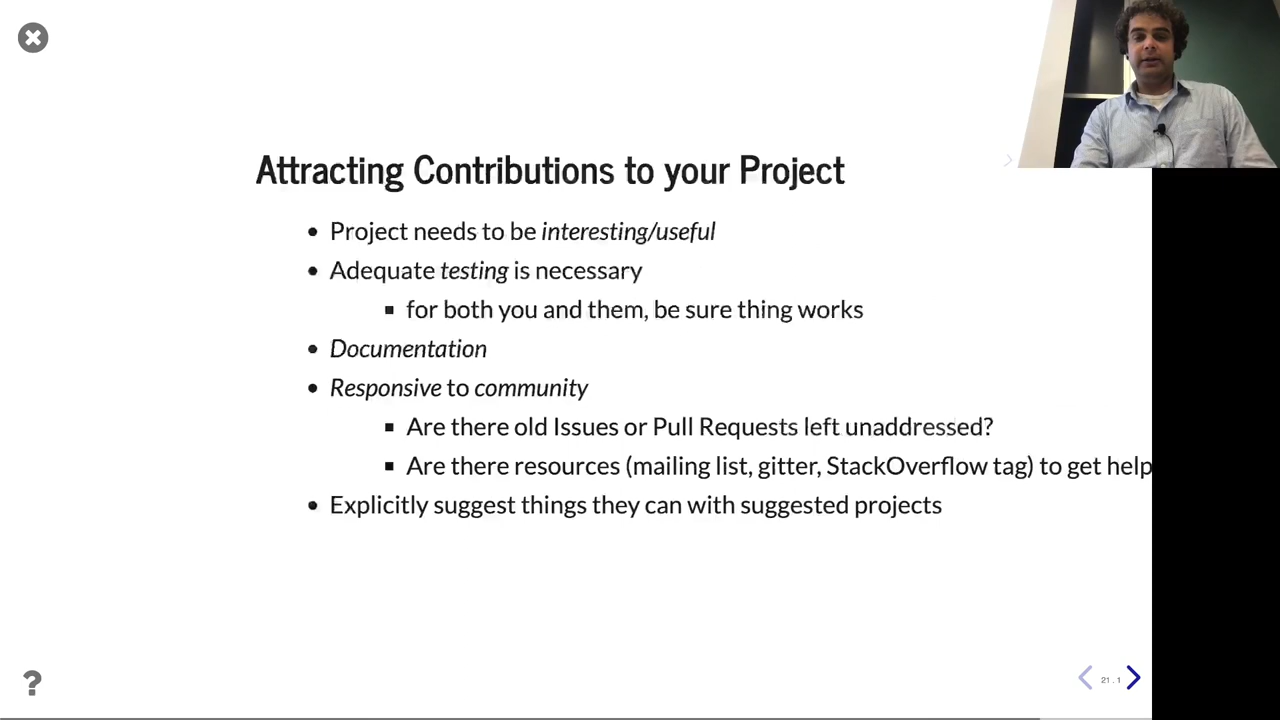 Attracting Contributions to your Project
• Project needs to be interesting/useful
• Adequate testing is necessary
▪ for both you and them, be sure thing works
• Documentation
• Responsive to community
▪ Are there old Issues or Pull Requests left unaddressed?
▪ Are there resources (mailing list, gitter, StackOverflow tag) to get help
• Explicitly suggest things they can with suggested projects
?
21 . 1